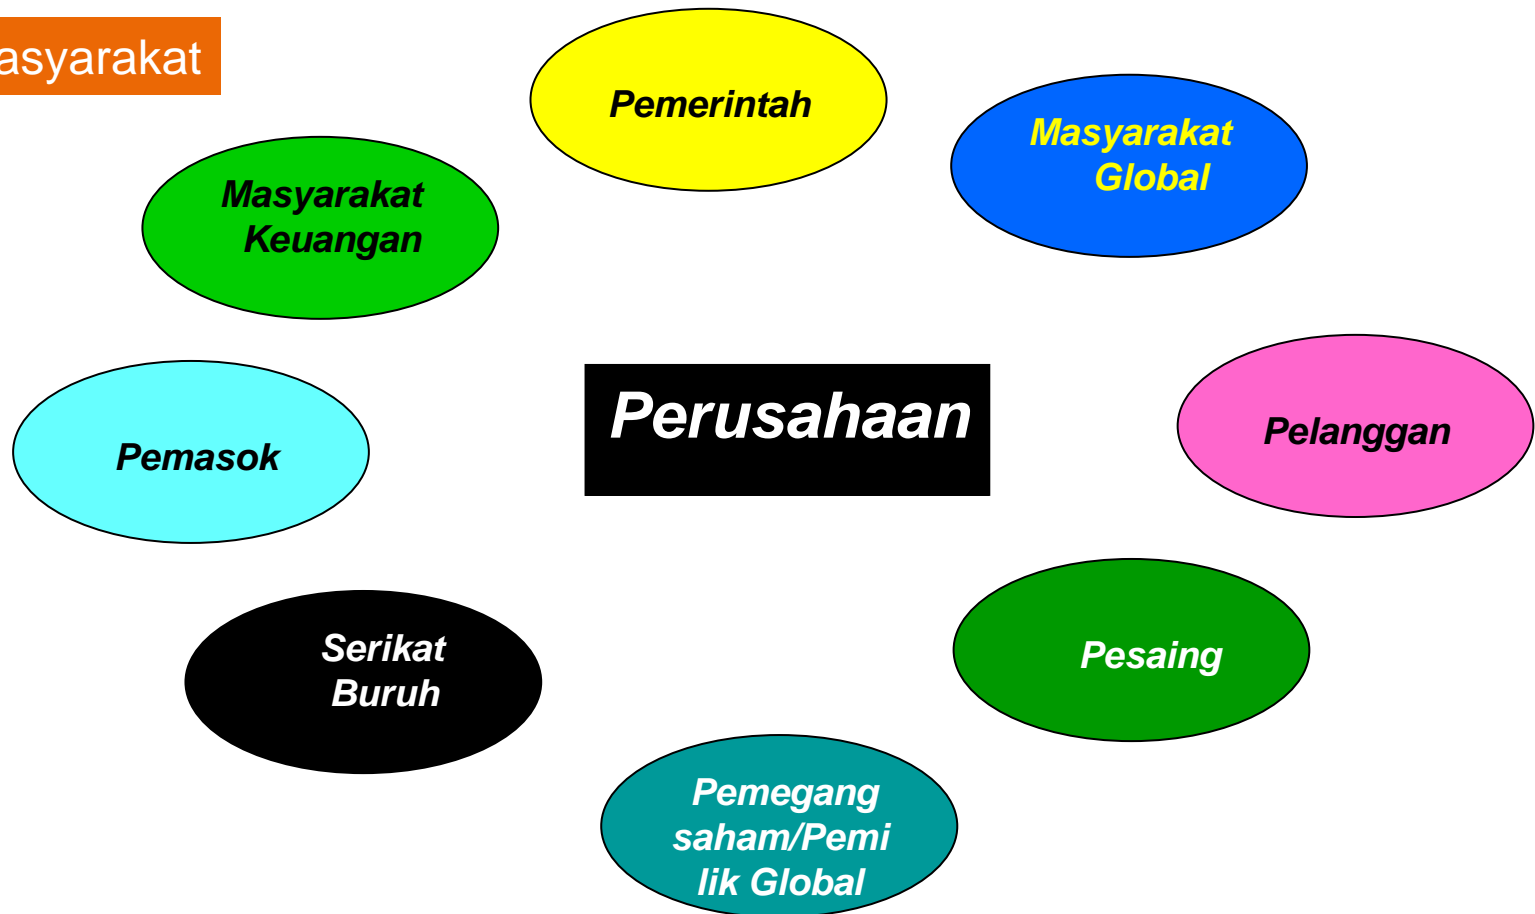 asyarakat
Pemerintah
Masyarakat
Global
Masyarakat
Keuangan
Perusahaan
Pelanggan
Pemasok
Serikat
Buruh
Pesaing
Pemegang
saham/Pemi
lik Global